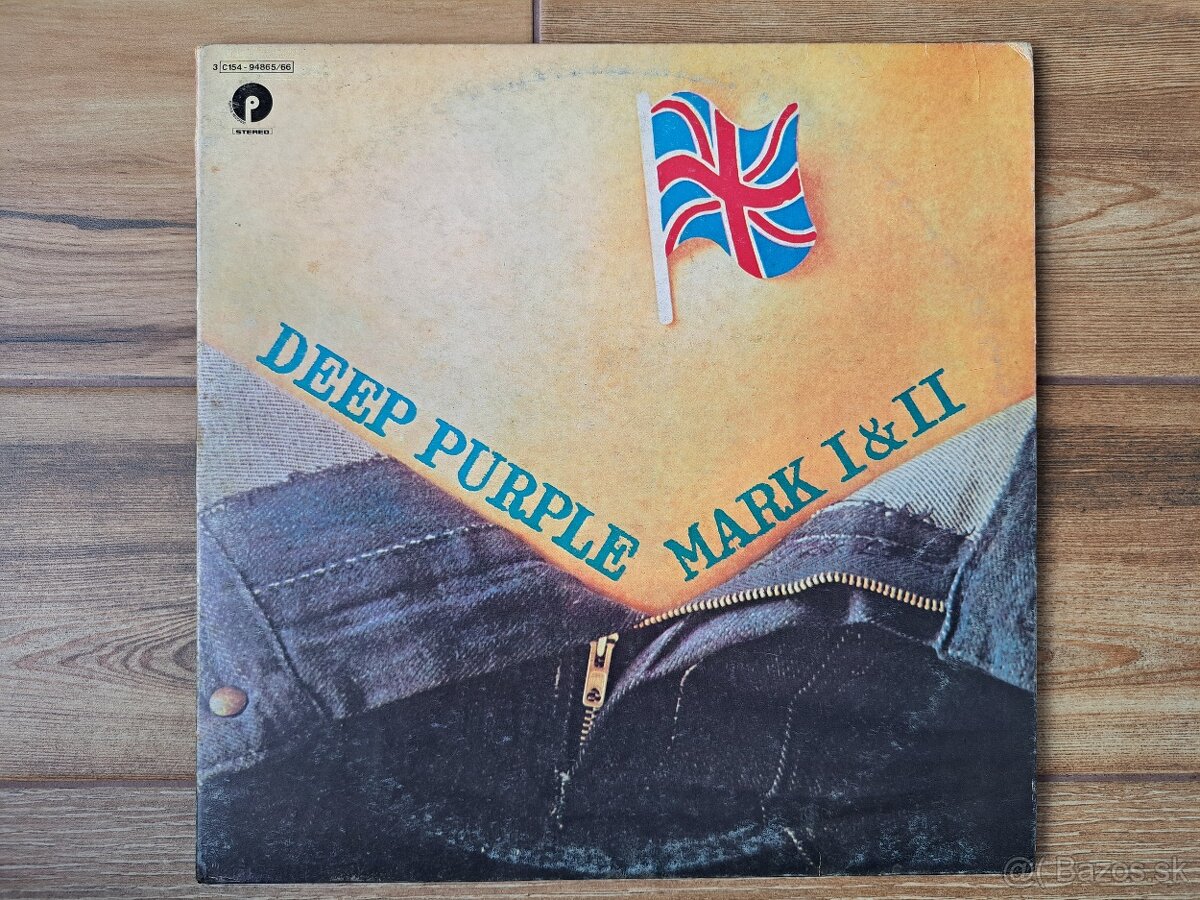 3 C154 - 94865/66
P
STEREO
DEEP PURPLE MARK I & II
@( Bazos.sk